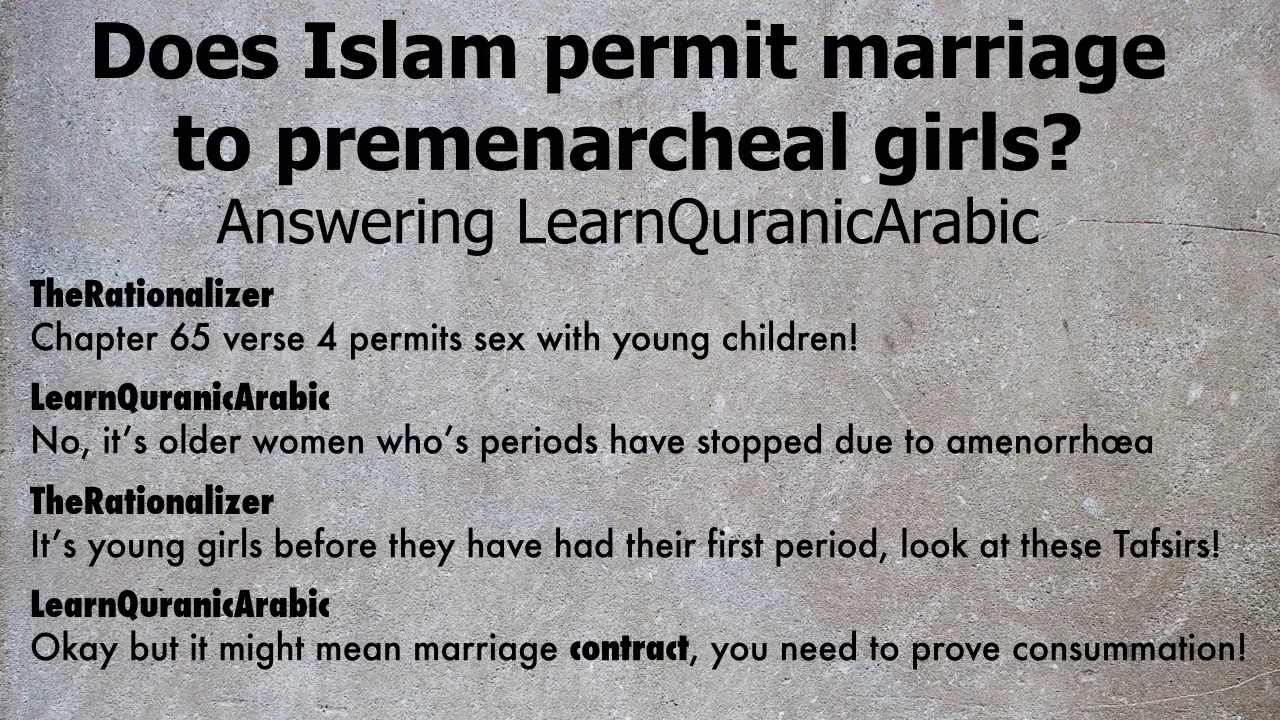 Does Islam permit marriage
to premenarcheal girls?
Answering LearnQuranicArabic
TheRationalizer
Chapter 65 verse 4 permits sex with young children!
LearnQuranicArabic
No, it’s older women who’s periods have stopped due to amenorrhœa
TheRationalizer
It’s young girls before they have had their first period, look at these Tafsirs!
LearnQuranicArabic
Okay but it might mean marriage contract, you need to prove consummation!